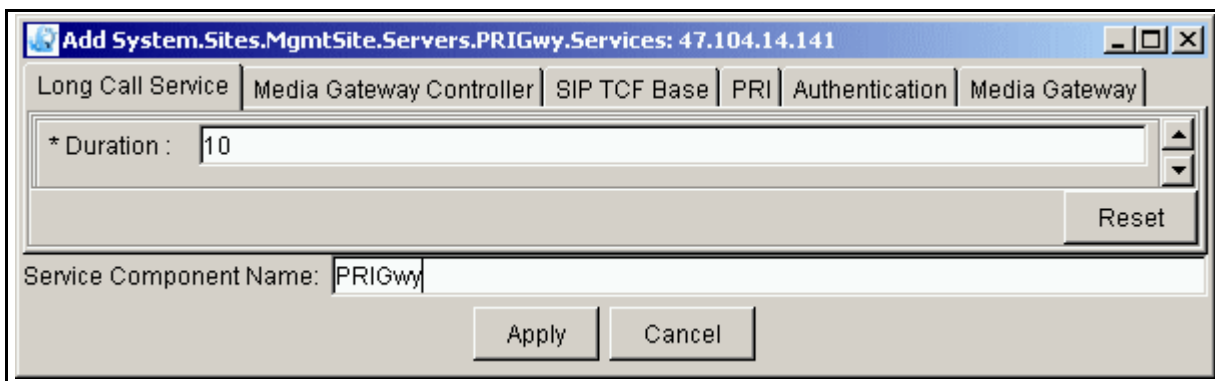 Add System.Sites.MgmtSite.Servers.PRIGwy.Services: 47.104.14.141
Long Call Service Media Gateway Controller SIP TCF Base PRI Authentication Media Gateway
* Duration : 10
Reset
Service Component Name: PRIGwy
Apply Cancel